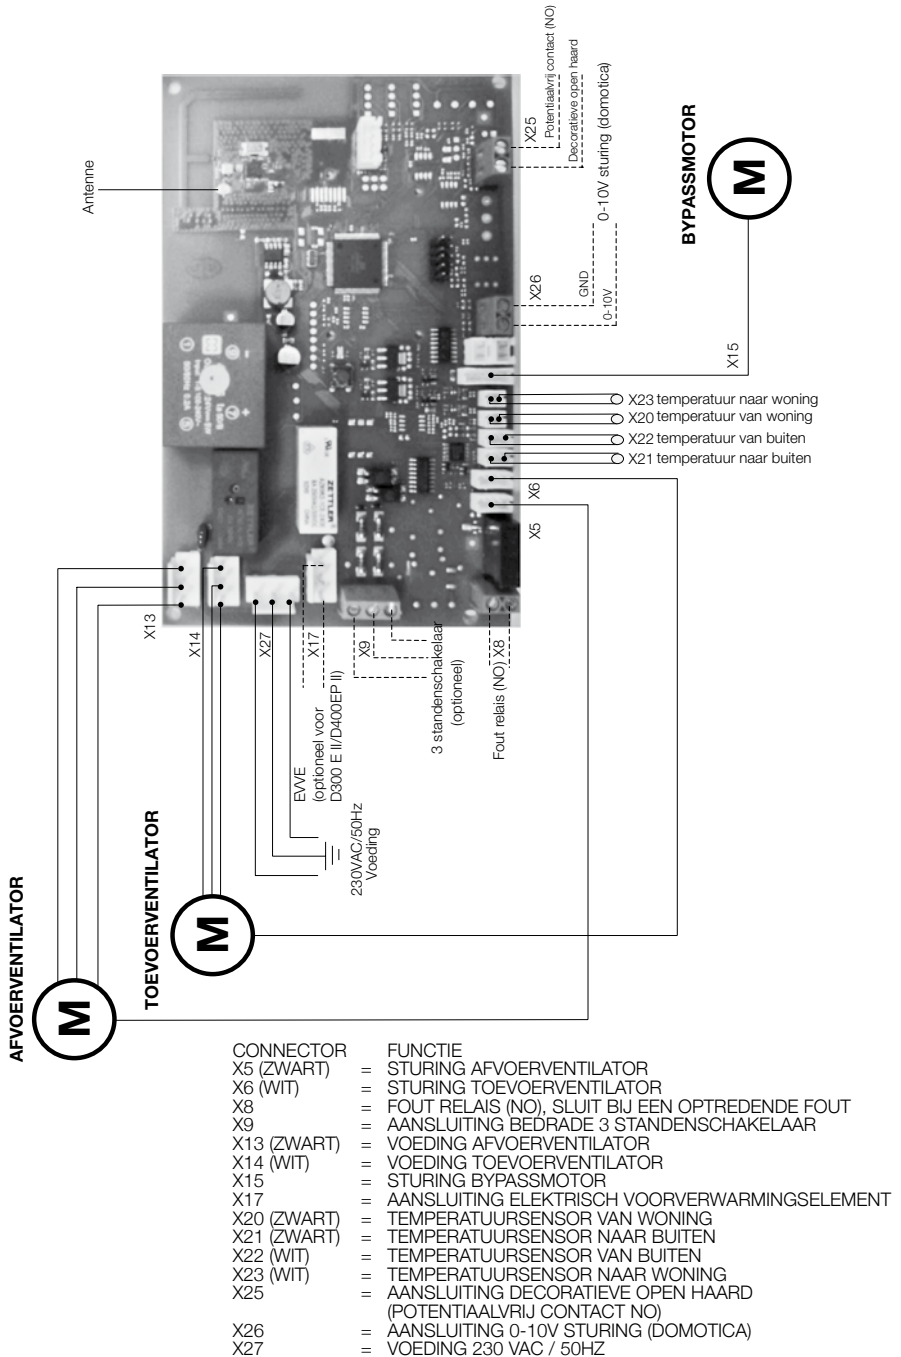 Antenne
X25
Potentiaalvrij contact (NO)
Decoratieve open haard
X26
GND
0-10V
0-10V sturing (domotica)
BYPASSMOTOR
M
X15
X23 temperatuur naar woning
X20 temperatuur van woning
X22 temperatuur van buiten
X21 temperatuur naar buiten
X6
X5
ZETTLER
X13
X14
X27
X17
X9
X8
EVVE
(optioneel voor
D300 E II/D400EP II)
3 standenschakelaar
(optioneel)
Fout relais (NO)
230VAC/50Hz
Voeding
TOEVOERVENTILATOR
M
AFVOERVENTILATOR
M
CONNECTOR FUNCTIE
X5 (ZWART) = STURING AFVOERVENTILATOR
X6 (WIT) = STURING TOEVOERVENTILATOR
X8 = FOUT RELAIS (NO), SLUIT BIJ EEN OPTREDENDE FOUT
X9 = AANSLUITING BEDRADE 3 STANDENSCHAKELAAR
X13 (ZWART) = VOEDING AFVOERVENTILATOR
X14 (WIT) = VOEDING TOEVOERVENTILATOR
X15 = STURING BYPASSMOTOR
X17 = AANSLUITING ELEKTRISCH VOORVERWARMINGSELEMENT
X20 (ZWART) = TEMPERATUURSENSOR VAN WONING
X21 (ZWART) = TEMPERATUURSENSOR NAAR BUITEN
X22 (WIT) = TEMPERATUURSENSOR VAN BUITEN
X23 (WIT) = TEMPERATUURSENSOR NAAR WONING
X25 = AANSLUITING DECORATIEVE OPEN HAARD
(POTENTIAALVRIJ CONTACT NO)
X26 = AANSLUITING 0-10V STURING (DOMOTICA)
X27 = VOEDING 230 VAC / 50HZ